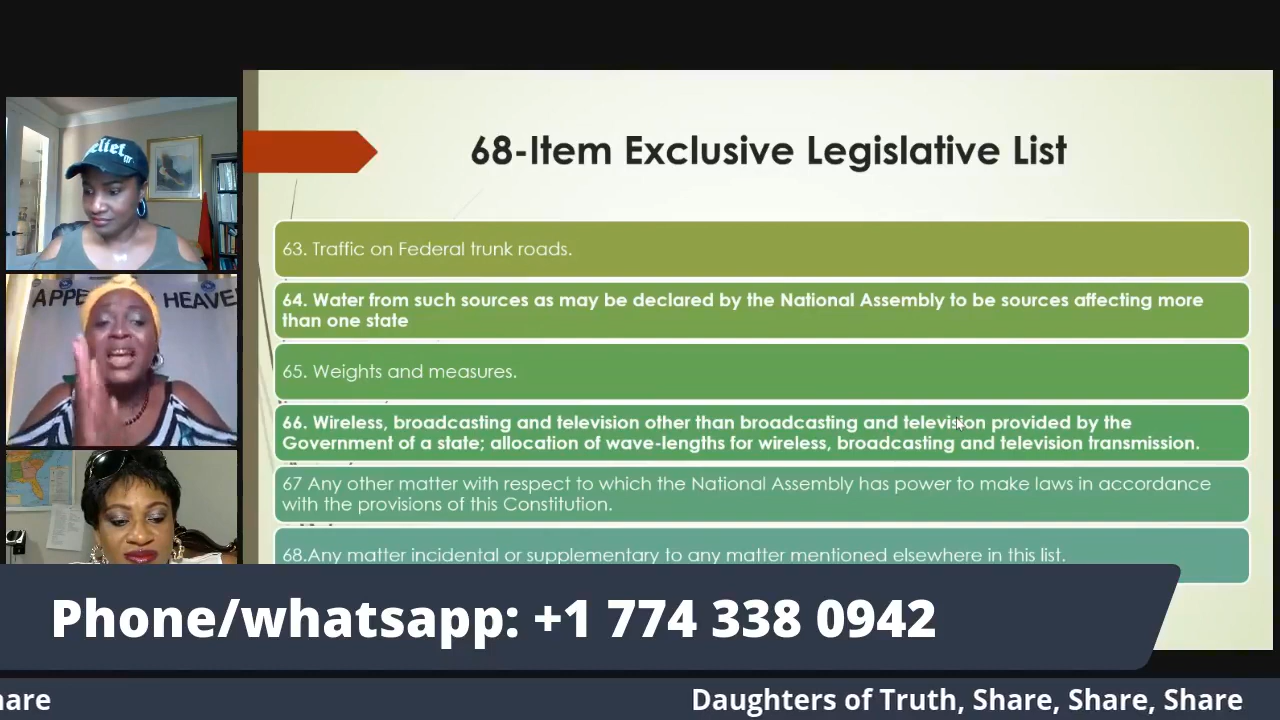 68-Item Exclusive Legislative List
63. Traffic on Federal trunk roads.
64. Water from such sources as may be declared by the National Assembly to be sources affecting more
than one state
65. Weights and measures.
66. Wireless, broadcasting and television other than broadcasting and television provided by the
Government of a state; allocation of wave-lengths for wireless, broadcasting and television transmission.
67 Any other matter with respect to which the National Assembly has power to make laws in accordance
with the provisions of this Constitution.
68.Any matter incidental or supplementary to any matter mentioned elsewhere in this list.
HEAVEN
Phone/whatsapp: +1 774 338 0942
Daughters of Truth, Share, Share, Share